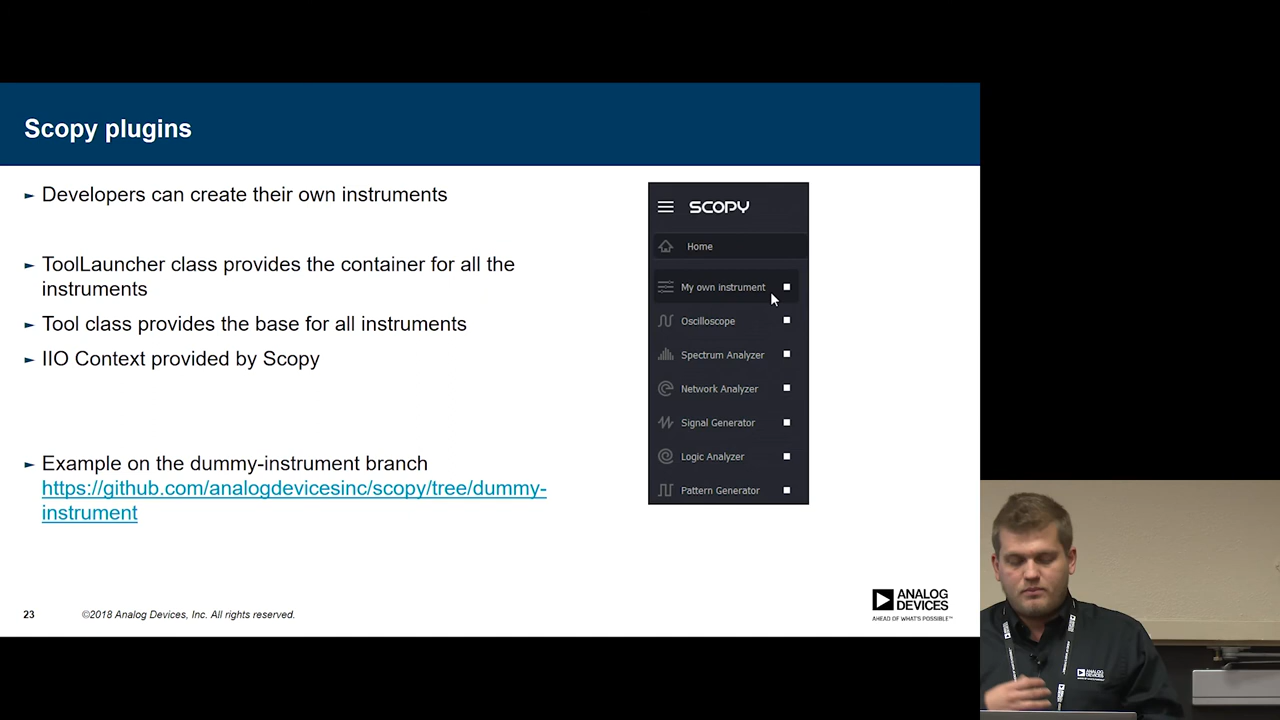 Scopy plugins
► Developers can create their own instruments
► ToolLauncher class provides the container for all the
instruments
► Tool class provides the base for all instruments
► IIO Context provided by Scopy
► Example on the dummy-instrument branch
https://github.com/analogdevicesinc/scopy/tree/dummy-
instrument
SCOPY
Home
My own instrument
Oscilloscope
Spectrum Analyzer
Network Analyzer
Signal Generator
Logic Analyzer
Pattern Generator
23
©2018 Analog Devices, Inc. All rights reserved.
ANALOG
DEVICES
AHEAD OF WHAT'S POSSIBLE™
ANALOG
DEVICES